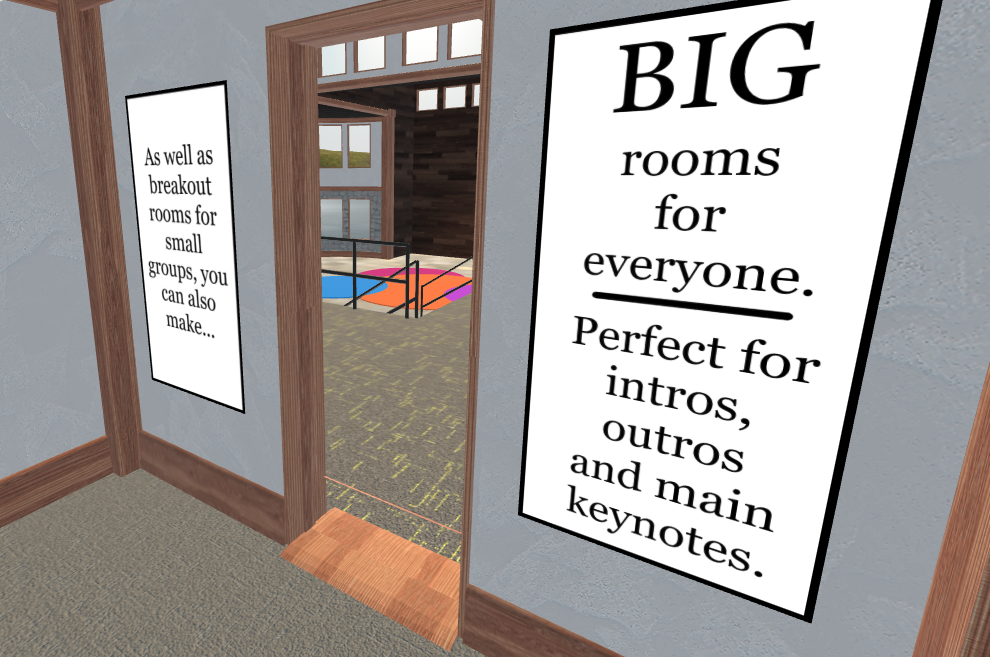 As well as
breakout
rooms for
small
groups, you
can also
make...
BIG
rooms
for
everyone.
Perfect for
intros,
outros
and main
keynotes.